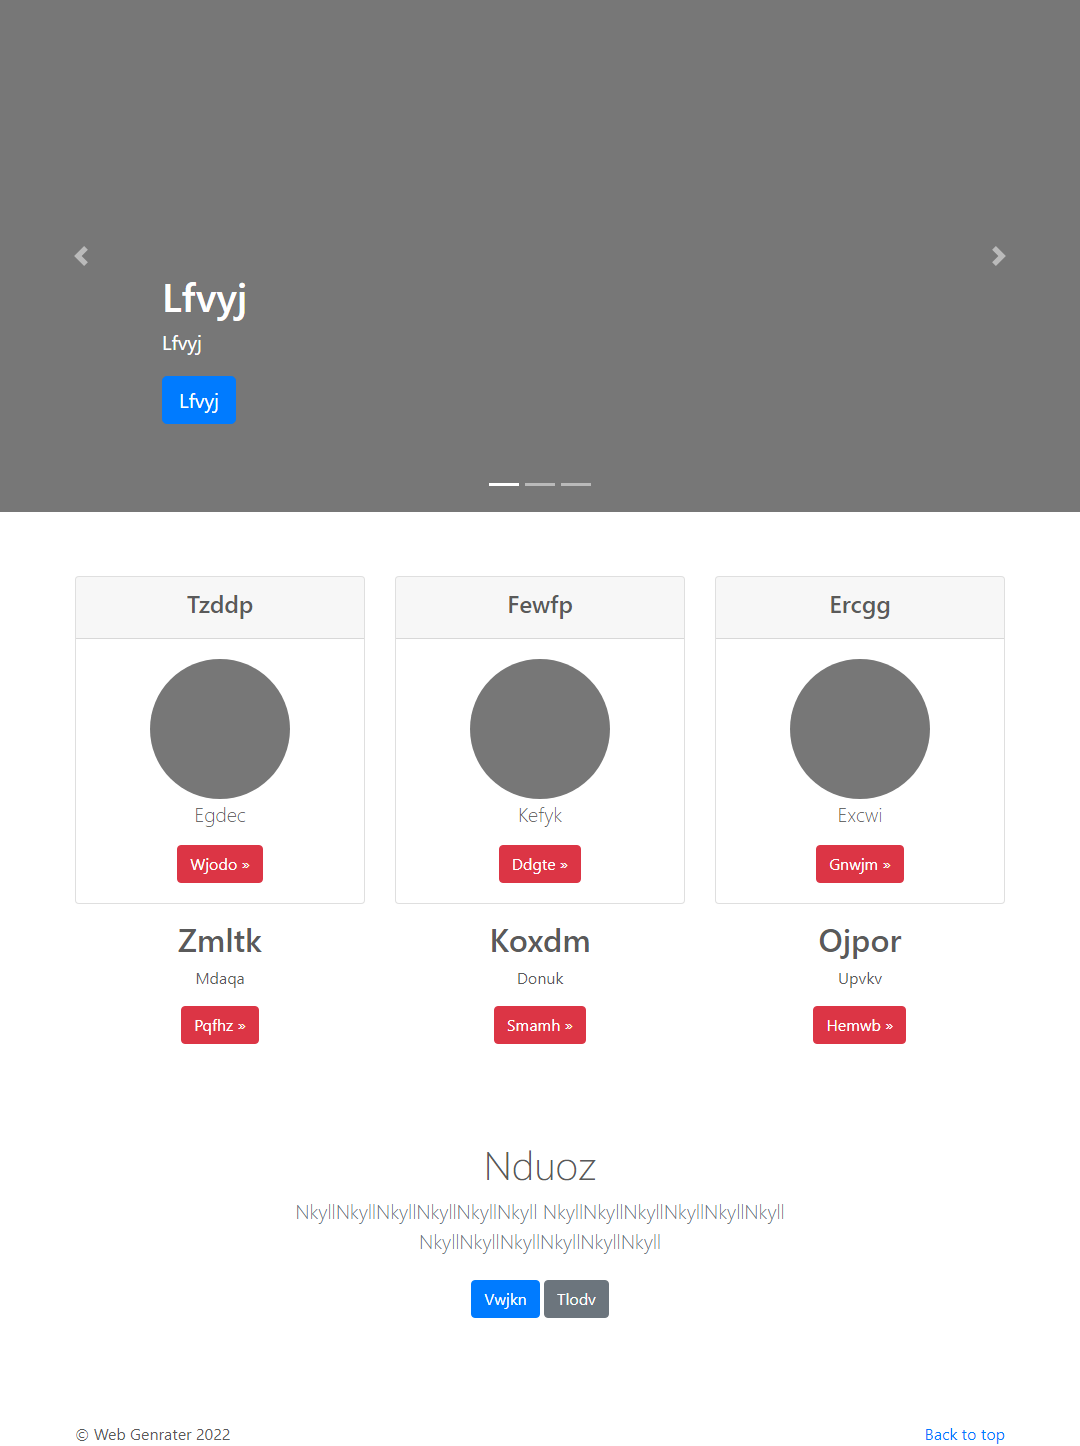 Lfvyj
Lfvyj
Lfvyj
Tzddp
Fewfp
Ercgg
Egdec
Kefyk
Excwi
Wjodo »
Ddgte »
Gnwjm »
Zmltk
Koxdm
Ojpor
Mdaqa
Donuk
Upvkv
Pqfhz »
Smamh »
Hemwb »
Nduoz
NkyllNkyllNkyllNkyllNkyllNkyll NkyllNkyllNkyllNkyllNkyllNkyll
NkyllNkyllNkyllNkyllNkyllNkyll
Vwjkn Tlodv
© Web Genrater 2022
Back to top